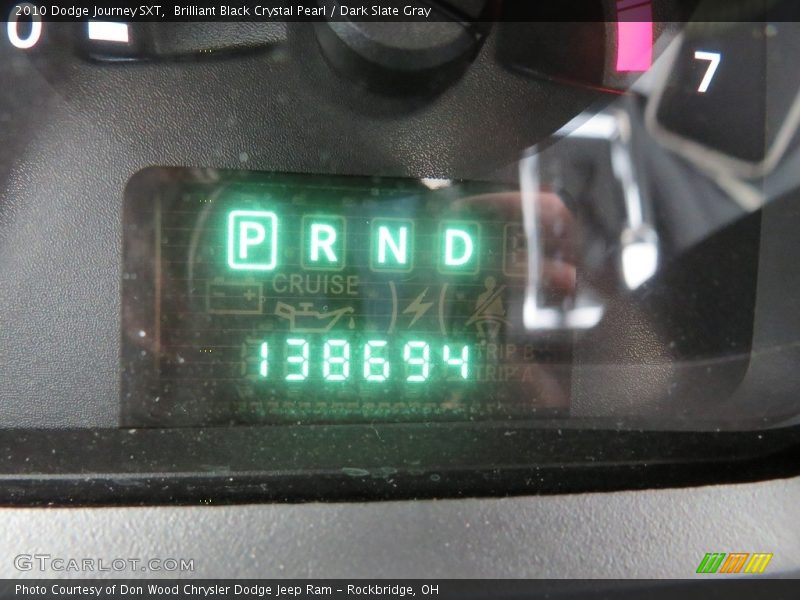 2010 Dodge Journey SXT,  Brilliant Black Crystal Pearl / Dark Slate Gray
0
7
P R N D
CRUISE
138694
TRIP B
TRIP A
GTCARLOT.COM
Photo Courtesy of Don Wood Chrysler Dodge Jeep Ram – Rockbridge, OH